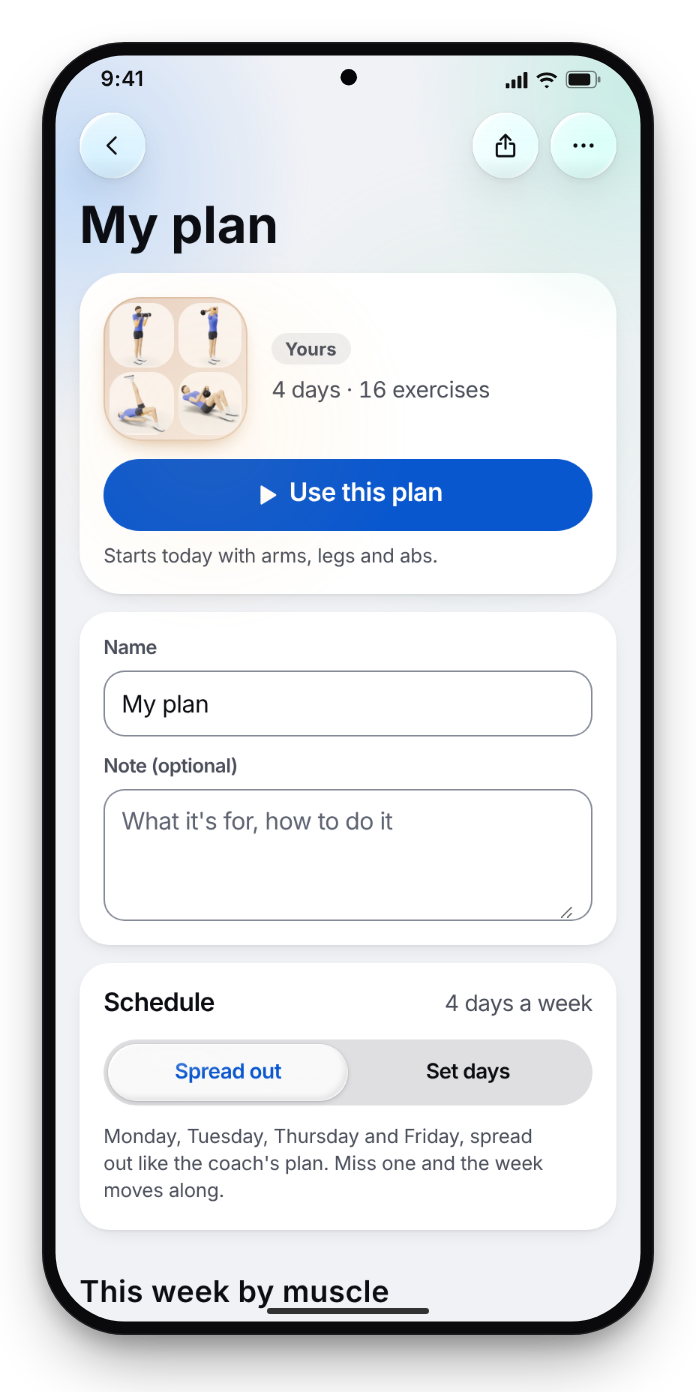 9:41
My plan
Yours
4 days · 16 exercises
Use this plan
Starts today with arms, legs and abs.
Name
My plan
Note (optional)
What it's for, how to do it
Schedule
4 days a week
Spread out
Set days
Monday, Tuesday, Thursday and Friday, spread
out like the coach's plan. Miss one and the week
moves along.
This week by muscle